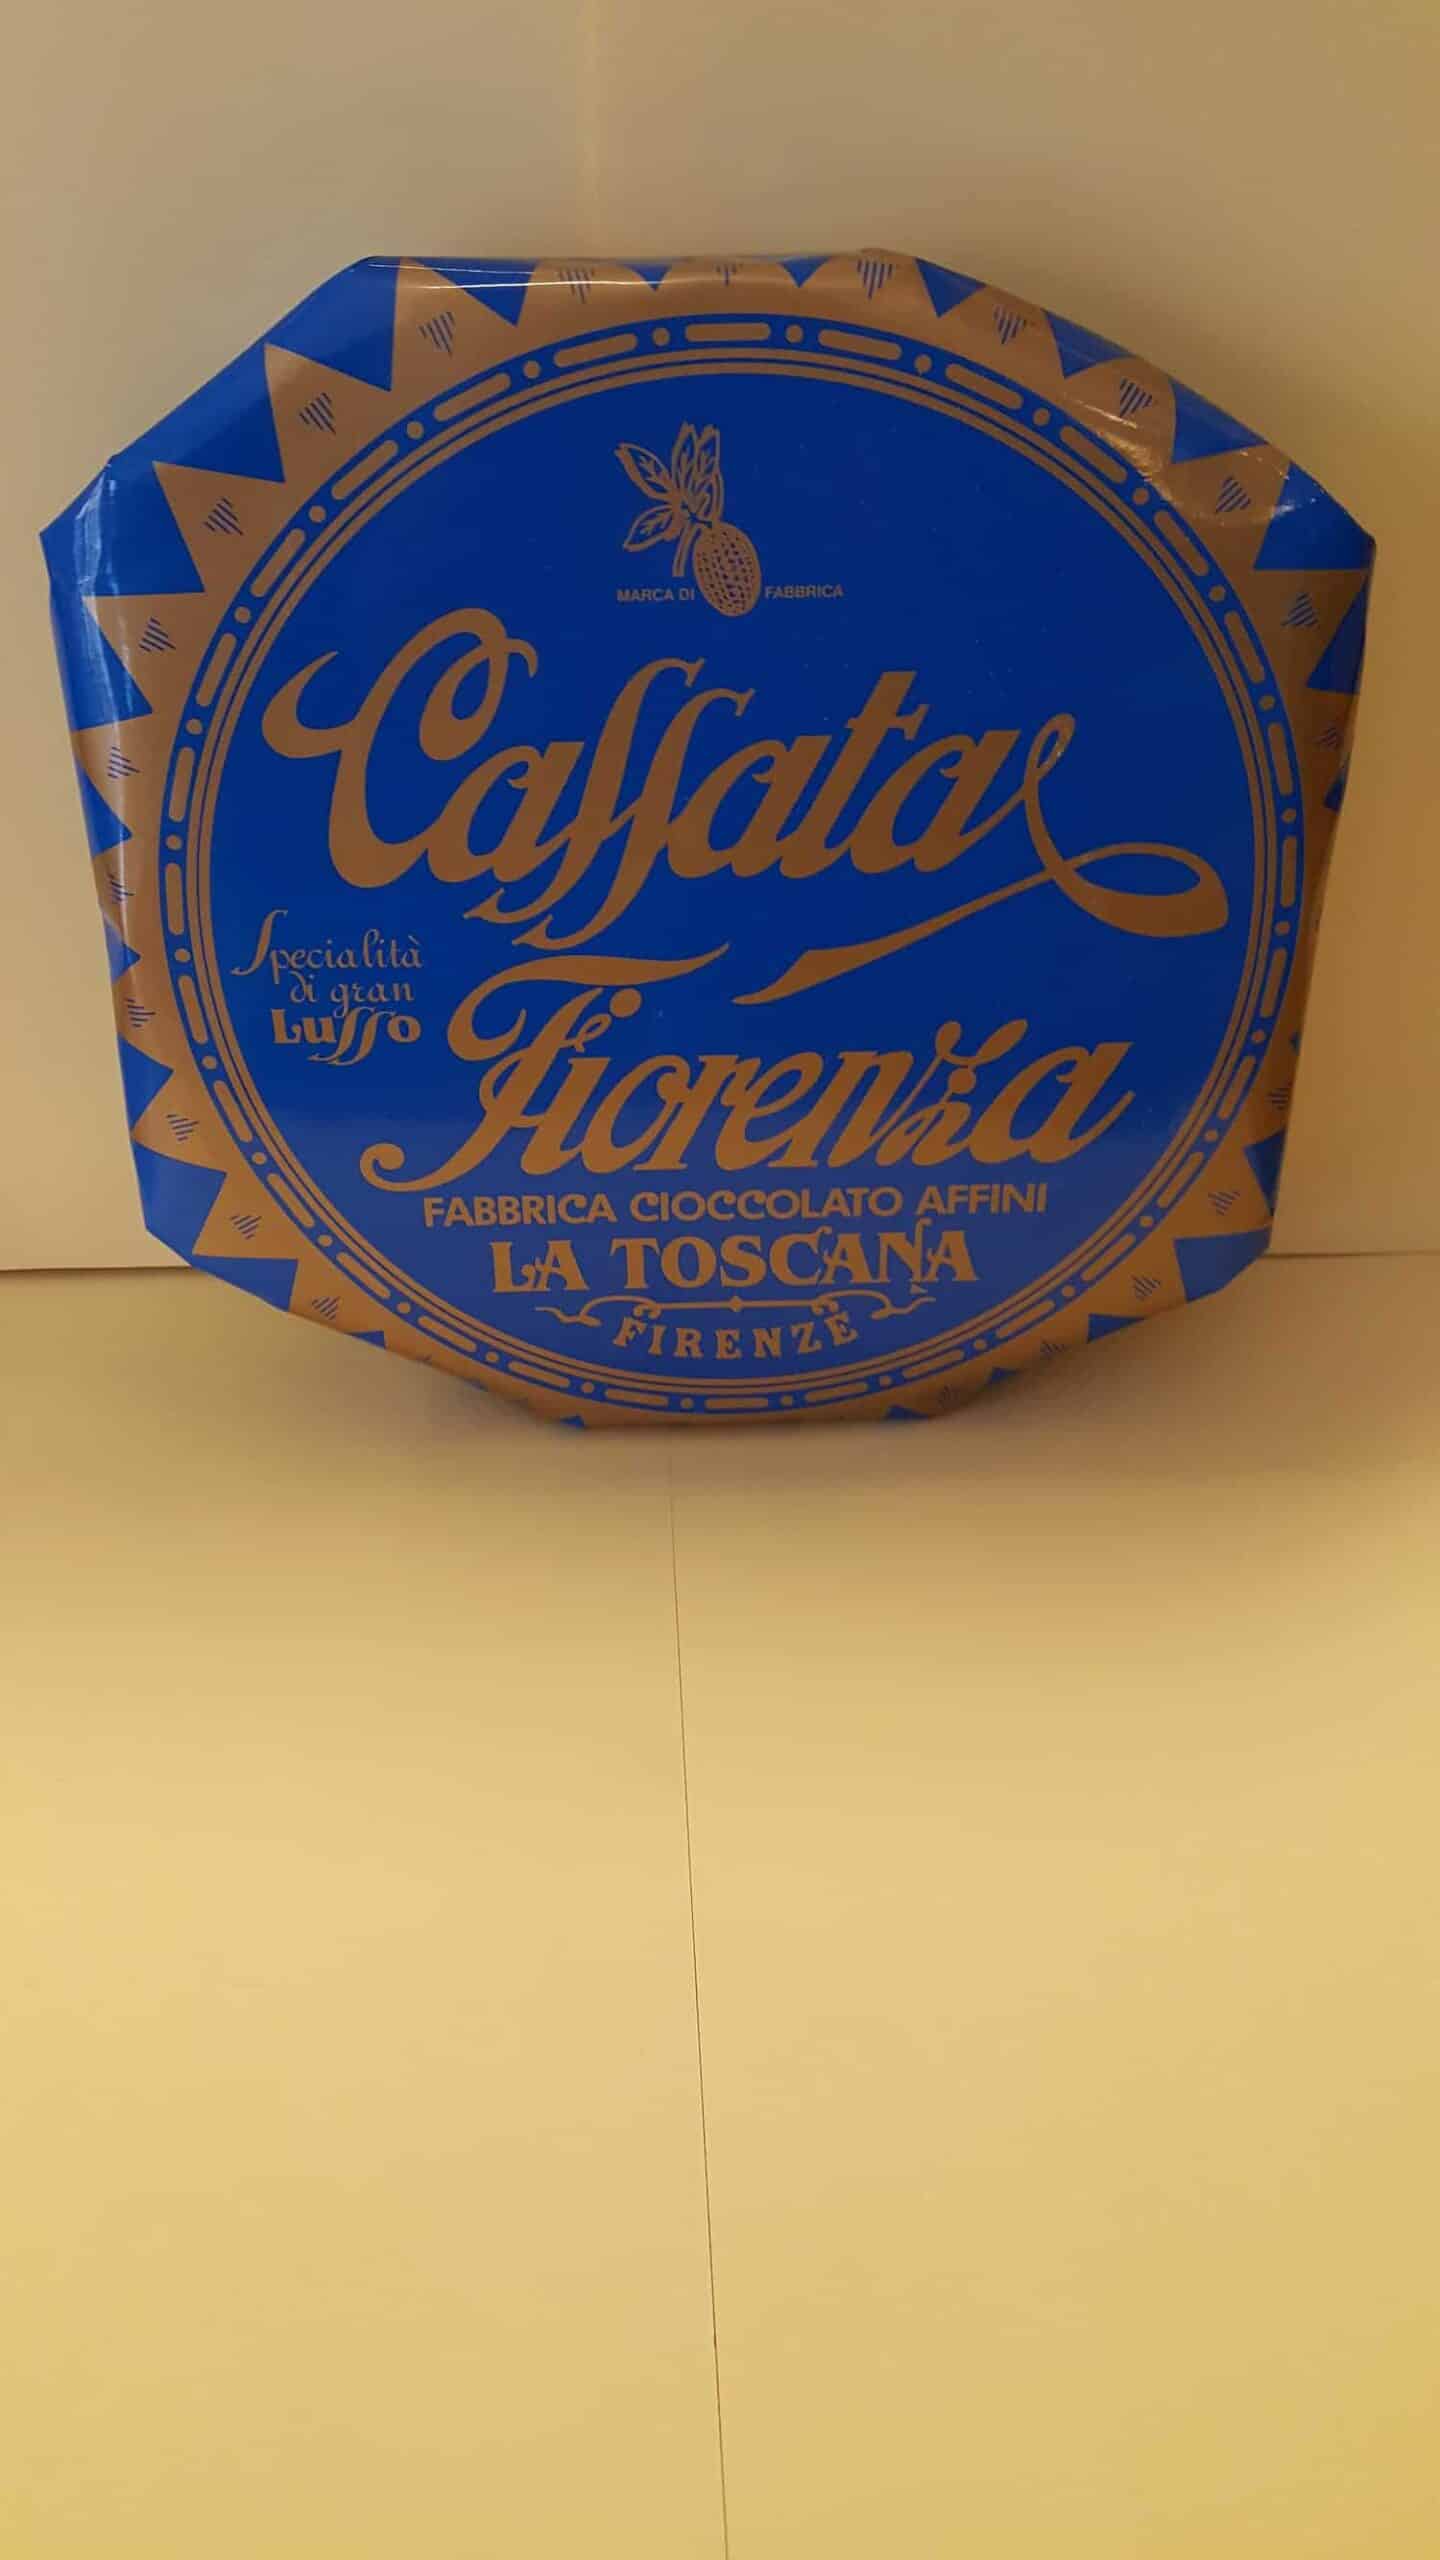 MARCA DI FABBRICA
Cassata
Specialità
di gran
Lusso
Fiorenza
FABBRICA CIOCCOLATO AFFINI
LA TOSCANA
FIRENZE